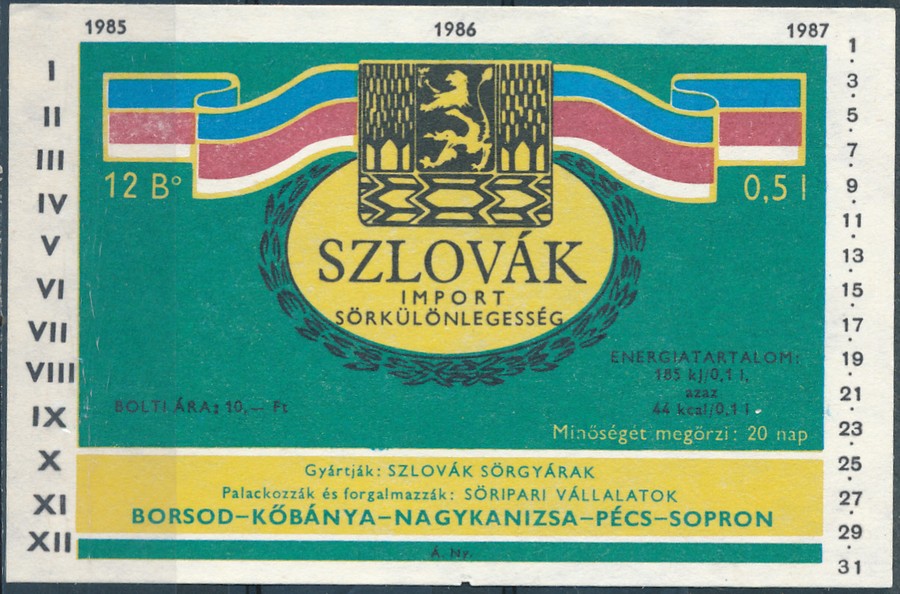 1985 1986 1987
I
II
III
IV
V
VI
VII
VIII
IX
X
XI
XII
12 B° 0,5 l
SZLOVÁK
IMPORT
SÖRKÜLÖNLEGESSÉG
ENERGIATARTALOM:
185 kJ/0,1 l,
azaz
44 kcal/0,1 l
BOLTI ÁRA: 10,— Ft
Minőségét megőrzi: 20 nap
Gyártják: SZLOVÁK SÖRGYÁRAK
Palackozzák és forgalmazzák: SÖRIPARI VÁLLALATOK
BORSOD–KŐBÁNYA–NAGYKANIZSA–PÉCS–SOPRON
Á. Ny.
1
3
5
7
9
11
13
15
17
19
21
23
25
27
29
31